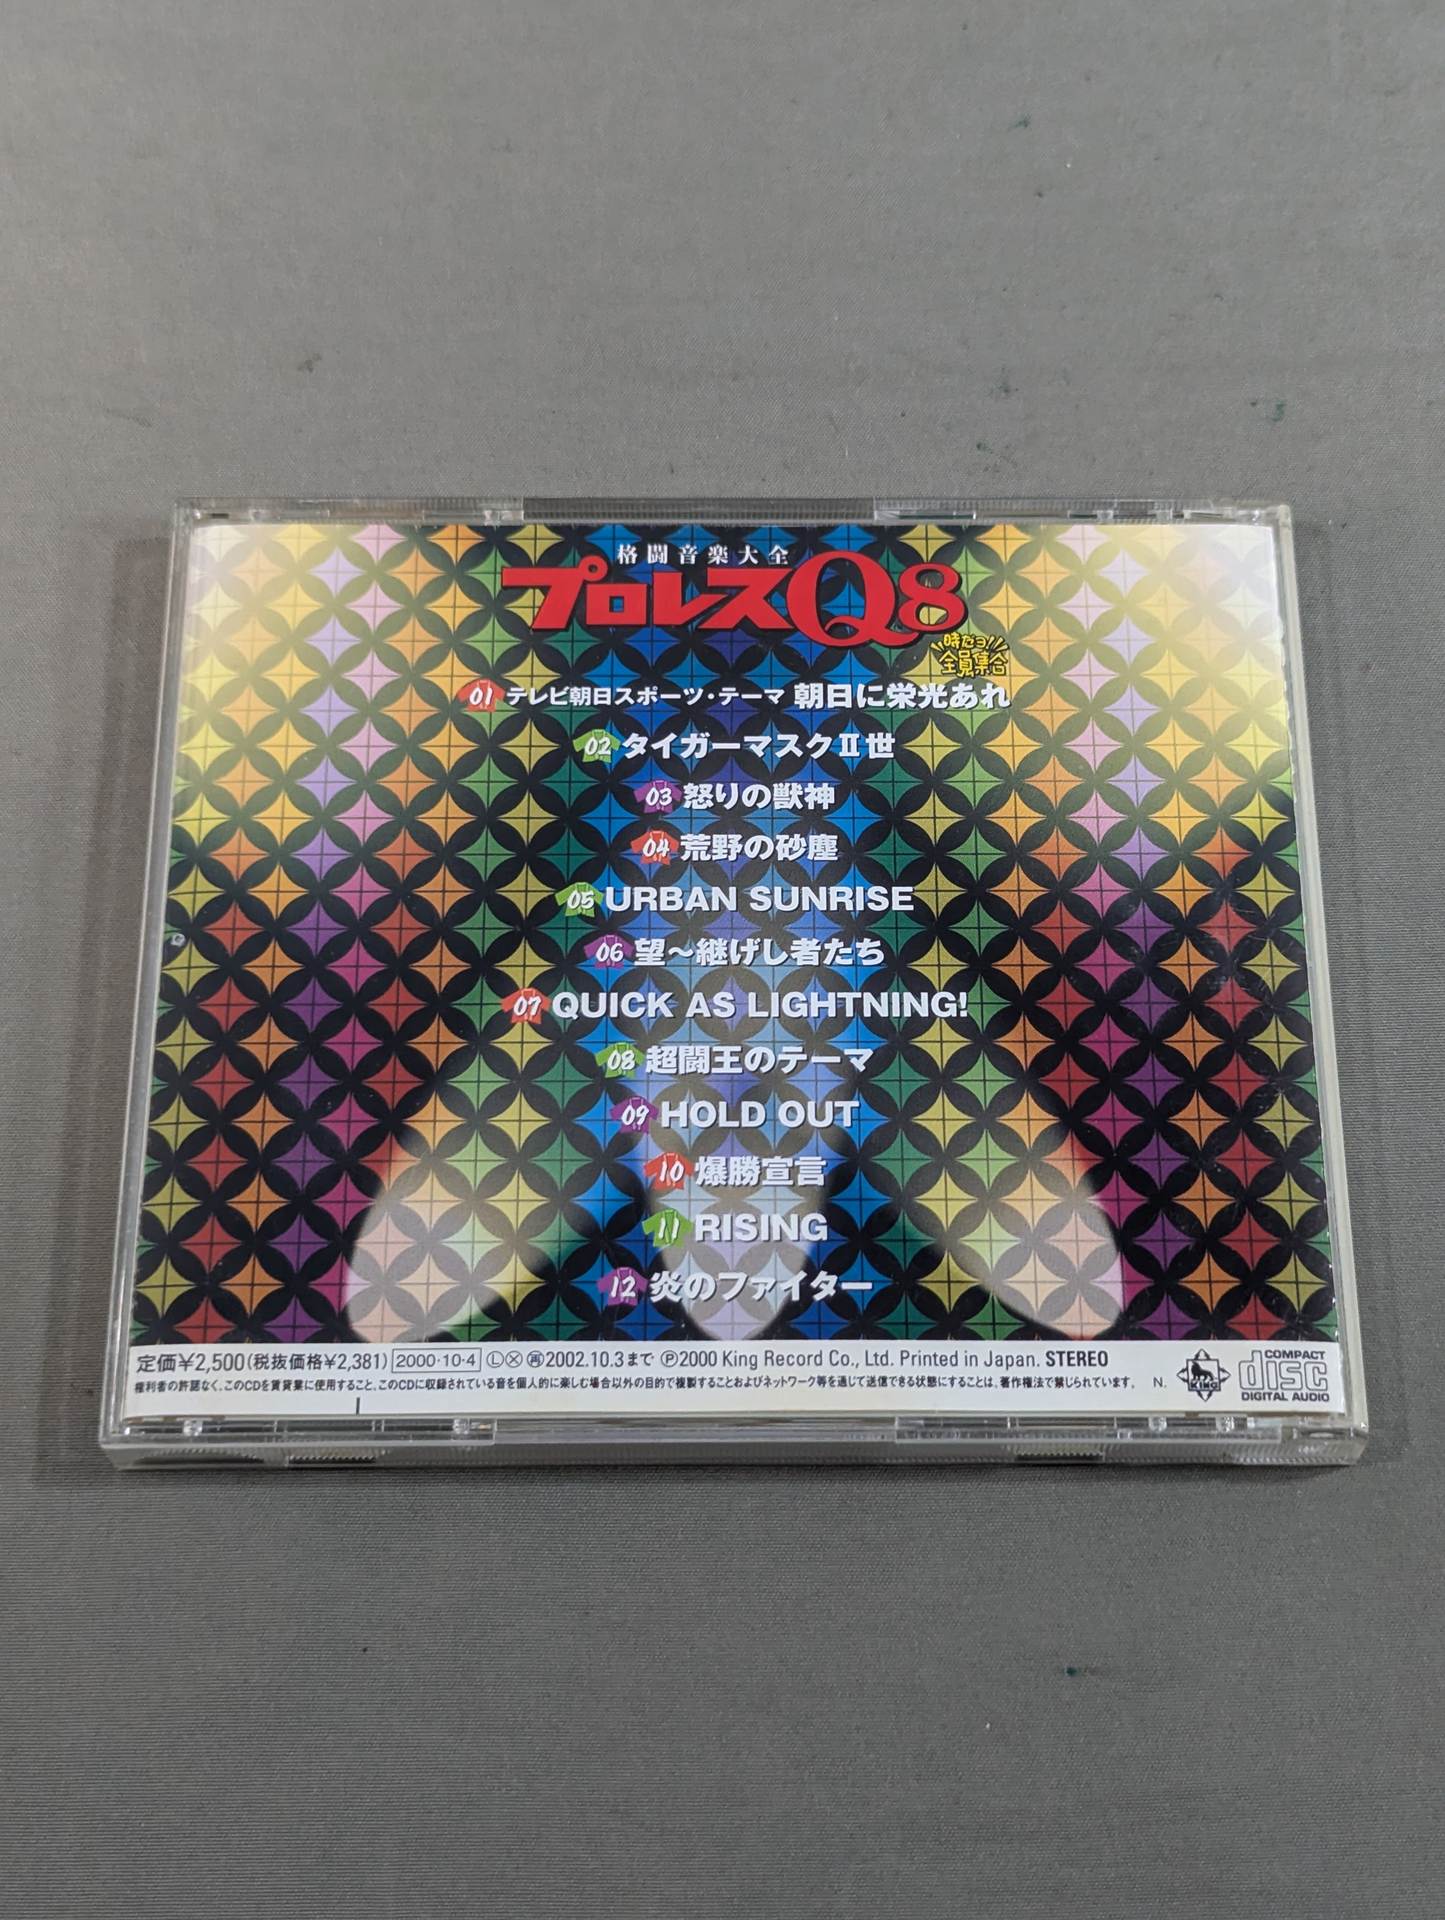 格闘音楽大全
プロレスQ8
時だヨ!!
全員集合
01 テレビ朝日スポーツ・テーマ 朝日に栄光あれ
02 タイガーマスクⅡ世
03 怒りの獣神
04 荒野の砂塵
05 URBAN SUNRISE
06 望〜継げし者たち
07 QUICK AS LIGHTNING!
08 超闘王のテーマ
09 HOLD OUT
10 爆勝宣言
11 RISING
12 炎のファイター
定価¥2,500(税抜価格¥2,381) 2000・10・4 Ⓛ Ⓧ ㊢2002.10.3まで Ⓟ2000 King Record Co., Ltd. Printed in Japan. STEREO
権利者の許諾なく、このCDを賃貸業に使用すること、このCDに収録されている音を個人的に楽しむ場合以外の目的で複製することおよびネットワーク等を通じて送信できる状態にすることは、著作権法で禁じられています。 N.
KING
COMPACT
disc
DIGITAL AUDIO